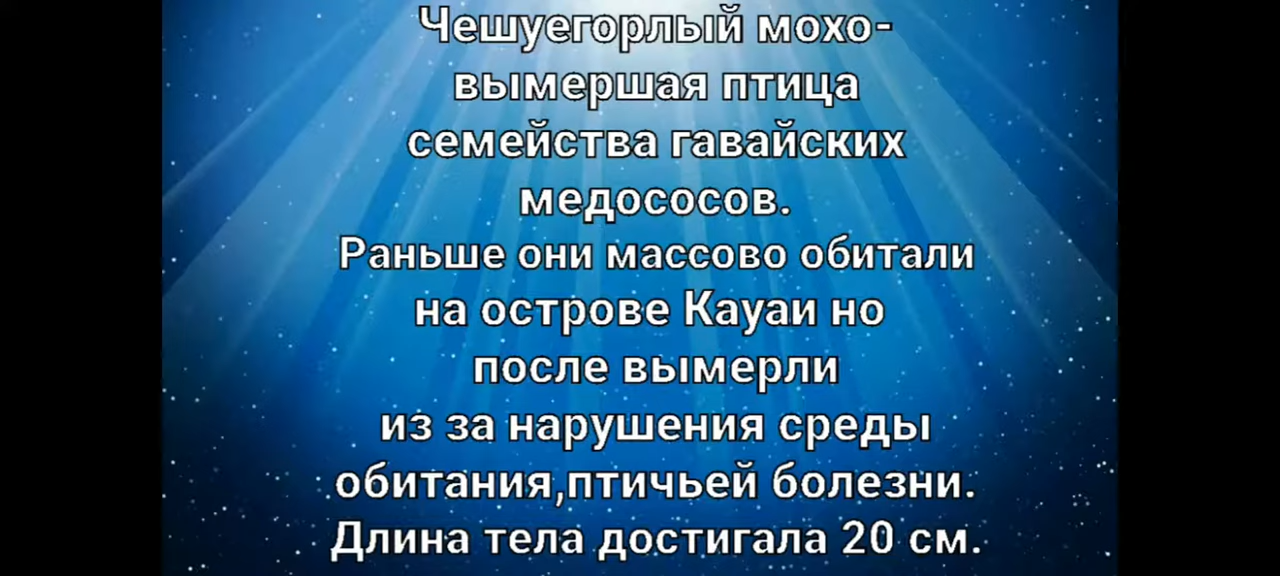 Чешуегорлый мохо-
вымершая птица
семейства гавайских
медососов.
Раньше они массово обитали
на острове Кауаи но
после вымерли
из за нарушения среды
обитания,птичьей болезни.
Длина тела достигала 20 см.